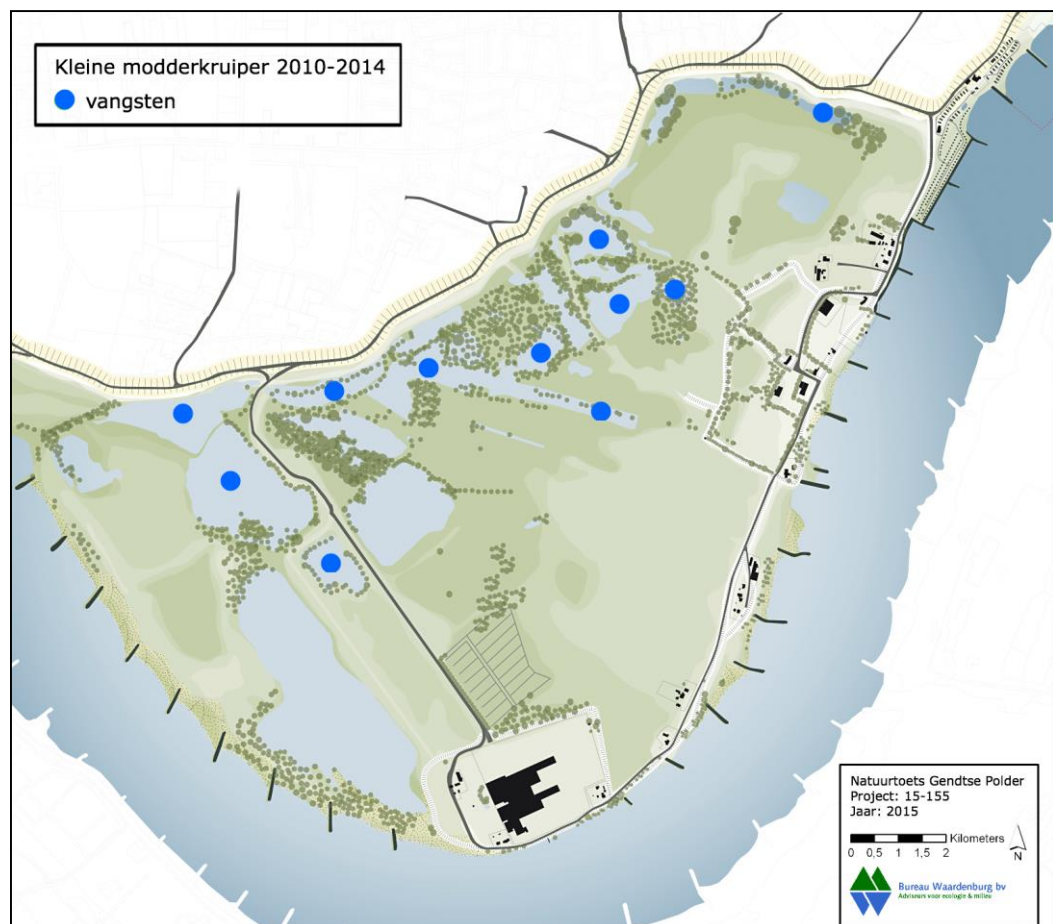 Kleine modderkruiper 2010-2014
vangsten
Natuurtoets Gendtse Polder
Project: 15-155
Jaar: 2015
Kilometers
0 0,5 1 1,5 2
N
Bureau Waardenburg bv
Adviseurs voor ecologie & milieu